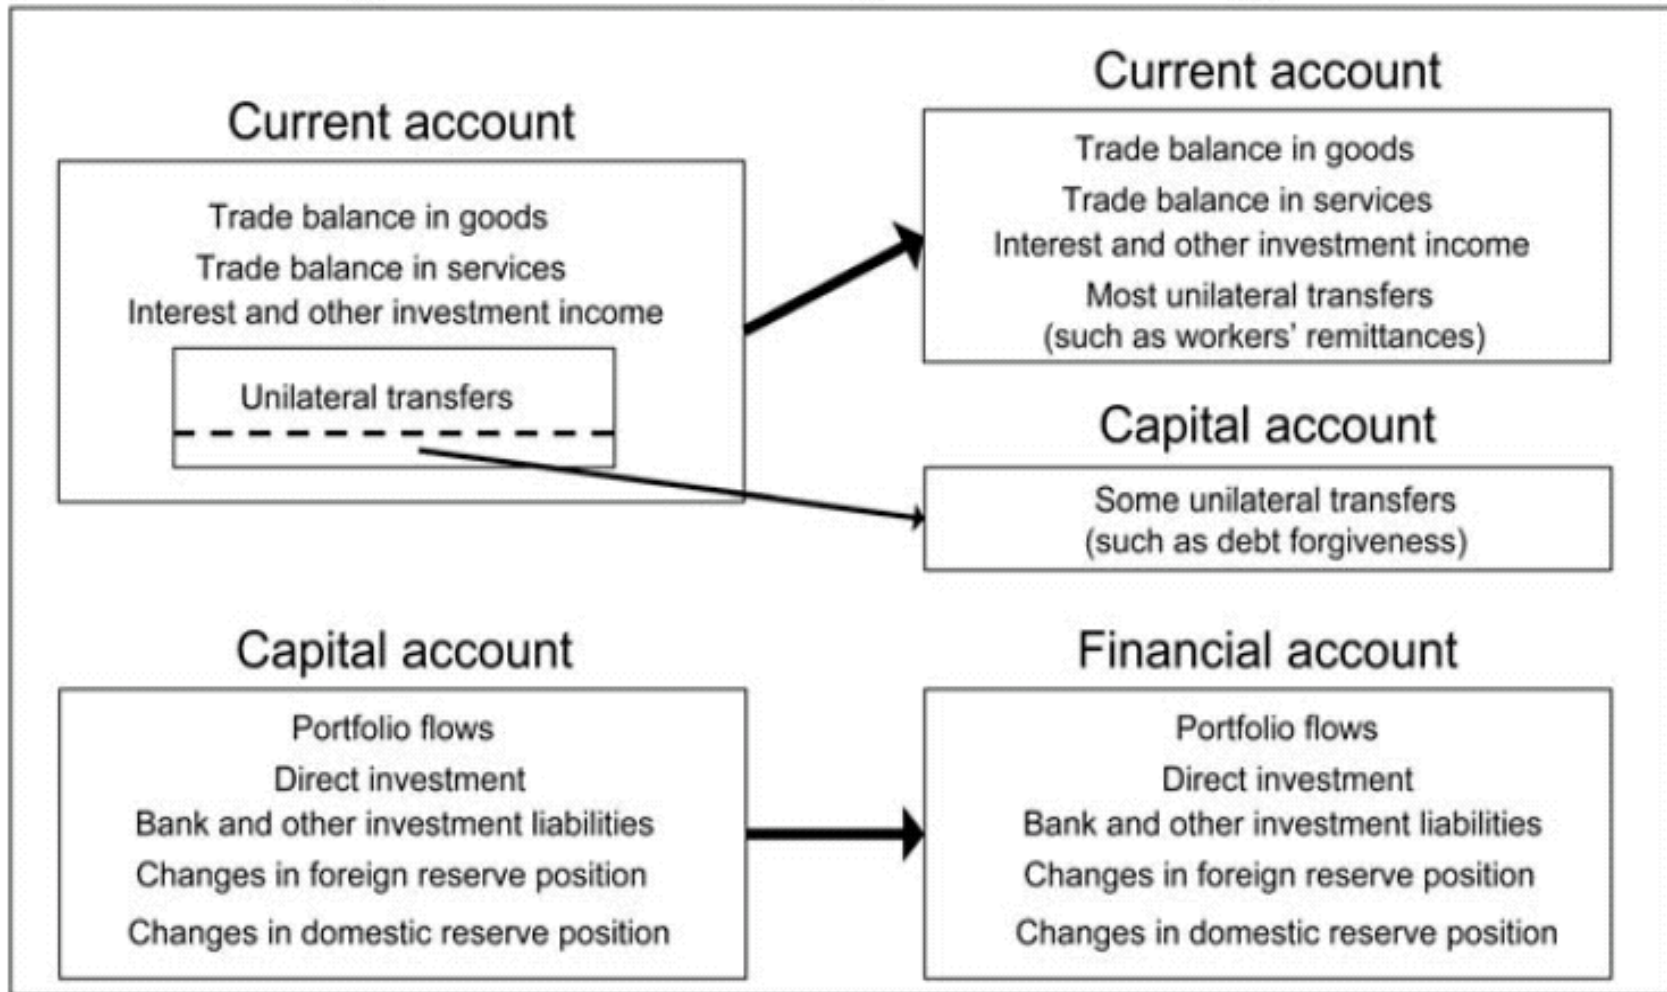 Current account
Trade balance in goods
Trade balance in services
Interest and other investment income
Unilateral transfers
Capital account
Portfolio flows
Direct investment
Bank and other investment liabilities
Changes in foreign reserve position
Changes in domestic reserve position
Current account
Trade balance in goods
Trade balance in services
Interest and other investment income
Most unilateral transfers
(such as workers’ remittances)
Capital account
Some unilateral transfers
(such as debt forgiveness)
Financial account
Portfolio flows
Direct investment
Bank and other investment liabilities
Changes in foreign reserve position
Changes in domestic reserve position